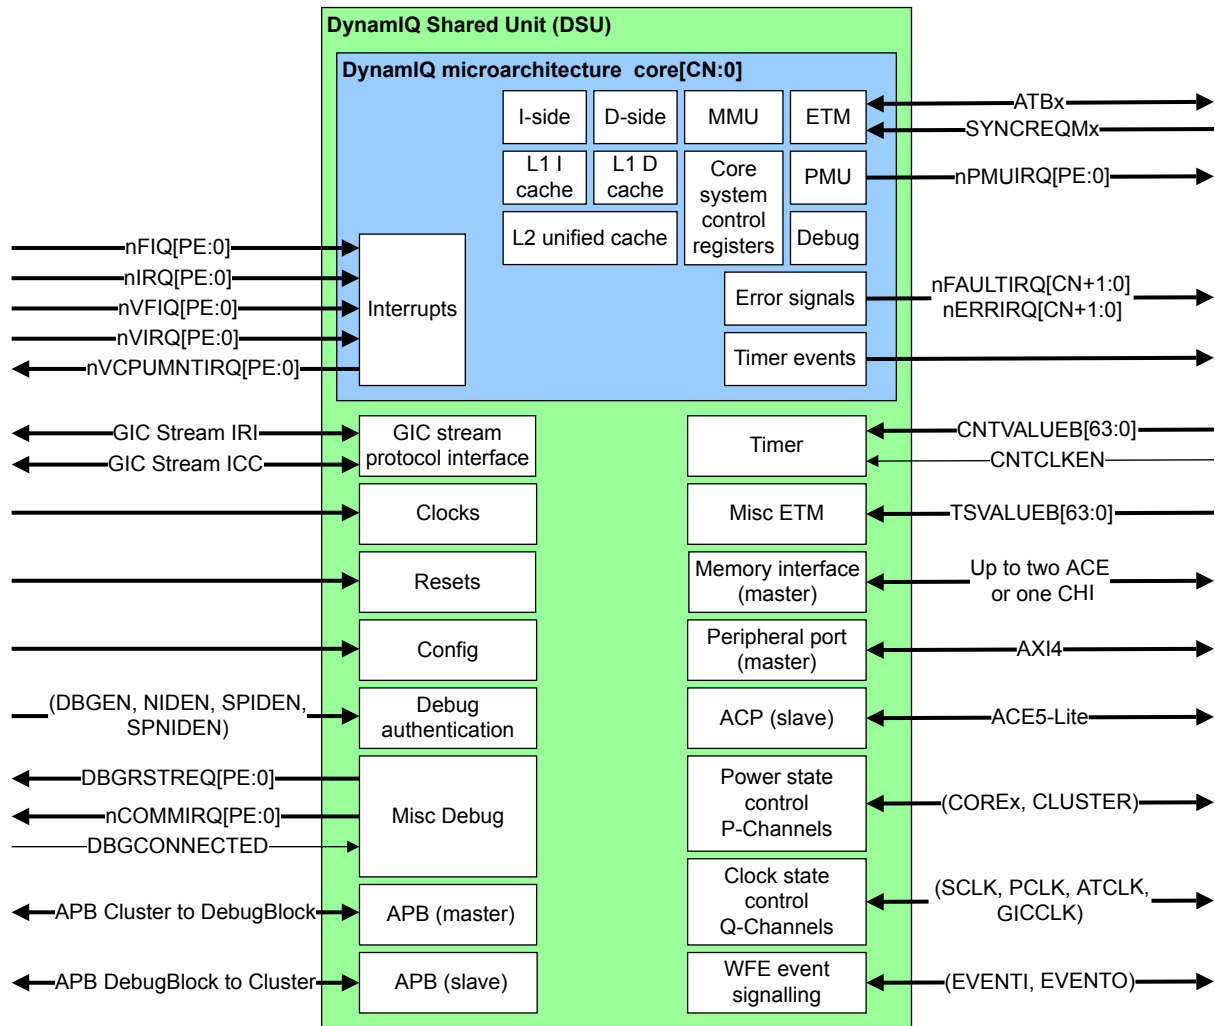 DynamIQ Shared Unit (DSU)
DynamIQ microarchitecture core[CN:0]
I-side
D-side
MMU
ETM
ATBx
SYNCREQMx
L1 I
cache
L1 D
cache
Core
system
control
registers
PMU
nPMUIRQ[PE:0]
L2 unified cache
Debug
nFIQ[PE:0]
nIRQ[PE:0]
nVFIQ[PE:0]
nVIRQ[PE:0]
nVCPUMNTIRQ[PE:0]
Interrupts
Error signals
nFAULTIRQ[CN+1:0]
nERRIRQ[CN+1:0]
Timer events
GIC Stream IRI
GIC Stream ICC
GIC stream
protocol interface
Timer
CNTVALUEB[63:0]
CNTCLKEN
Clocks
Misc ETM
TSVALUEB[63:0]
Resets
Memory interface
(master)
Up to two ACE
or one CHI
Config
Peripheral port
(master)
AXI4
(DBGEN, NIDEN, SPIDEN,
SPNIDEN)
Debug
authentication
ACP (slave)
ACE5-Lite
DBGRSTREQ[PE:0]
nCOMMIRQ[PE:0]
DBGCONNECTED
Misc Debug
Power state
control
P-Channels
(COREx, CLUSTER)
APB Cluster to DebugBlock
APB (master)
Clock state
control
Q-Channels
(SCLK, PCLK, ATCLK,
GICCLK)
APB DebugBlock to Cluster
APB (slave)
WFE event
signalling
(EVENTI, EVENTO)